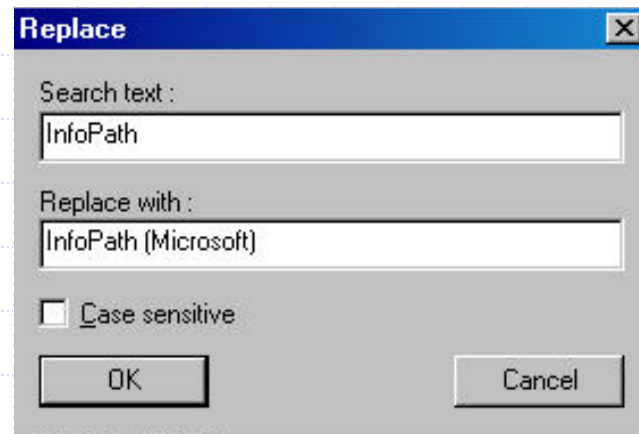 Replace
Search text :
InfoPath
Replace with :
InfoPath (Microsoft)
Case sensitive
OK
Cancel